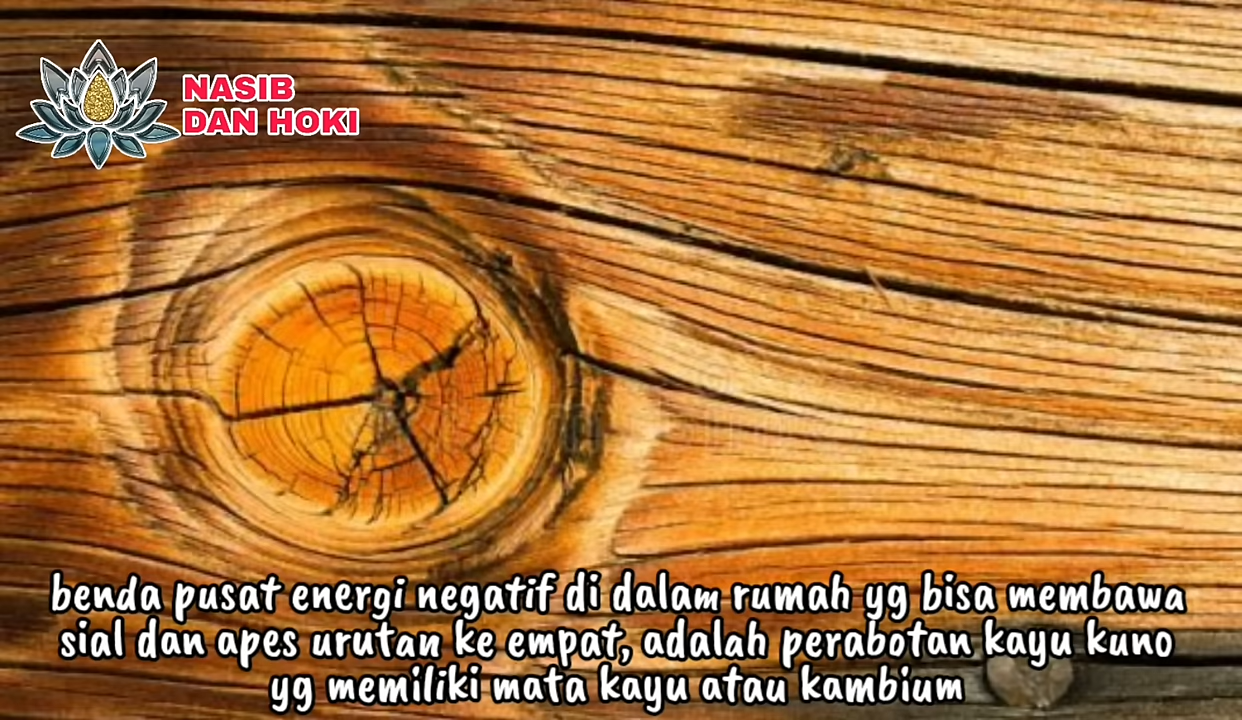 NASIB
DAN HOKI
benda pusat energi negatif di dalam rumah yg bisa membawa
sial dan apes urutan ke empat, adalah perabotan kayu kuno
yg memiliki mata kayu atau kambium